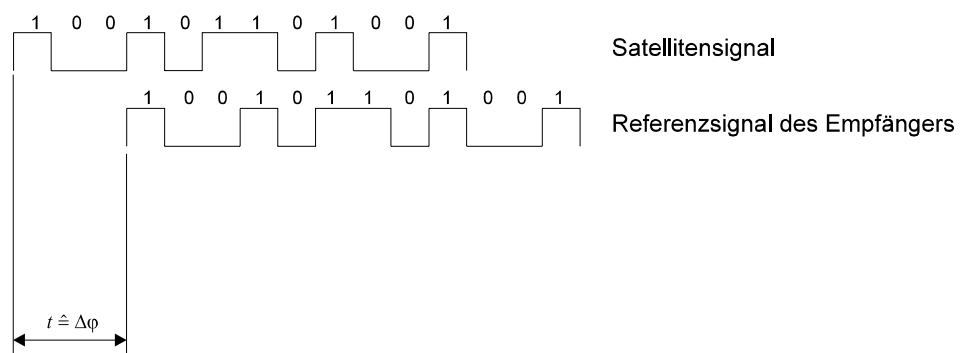 1 0 0 1 0 1 1 0 1 0 0 1
Satellitensignal
1 0 0 1 0 1 1 0 1 0 0 1
Referenzsignal des Empfängers
t ≙ Δφ